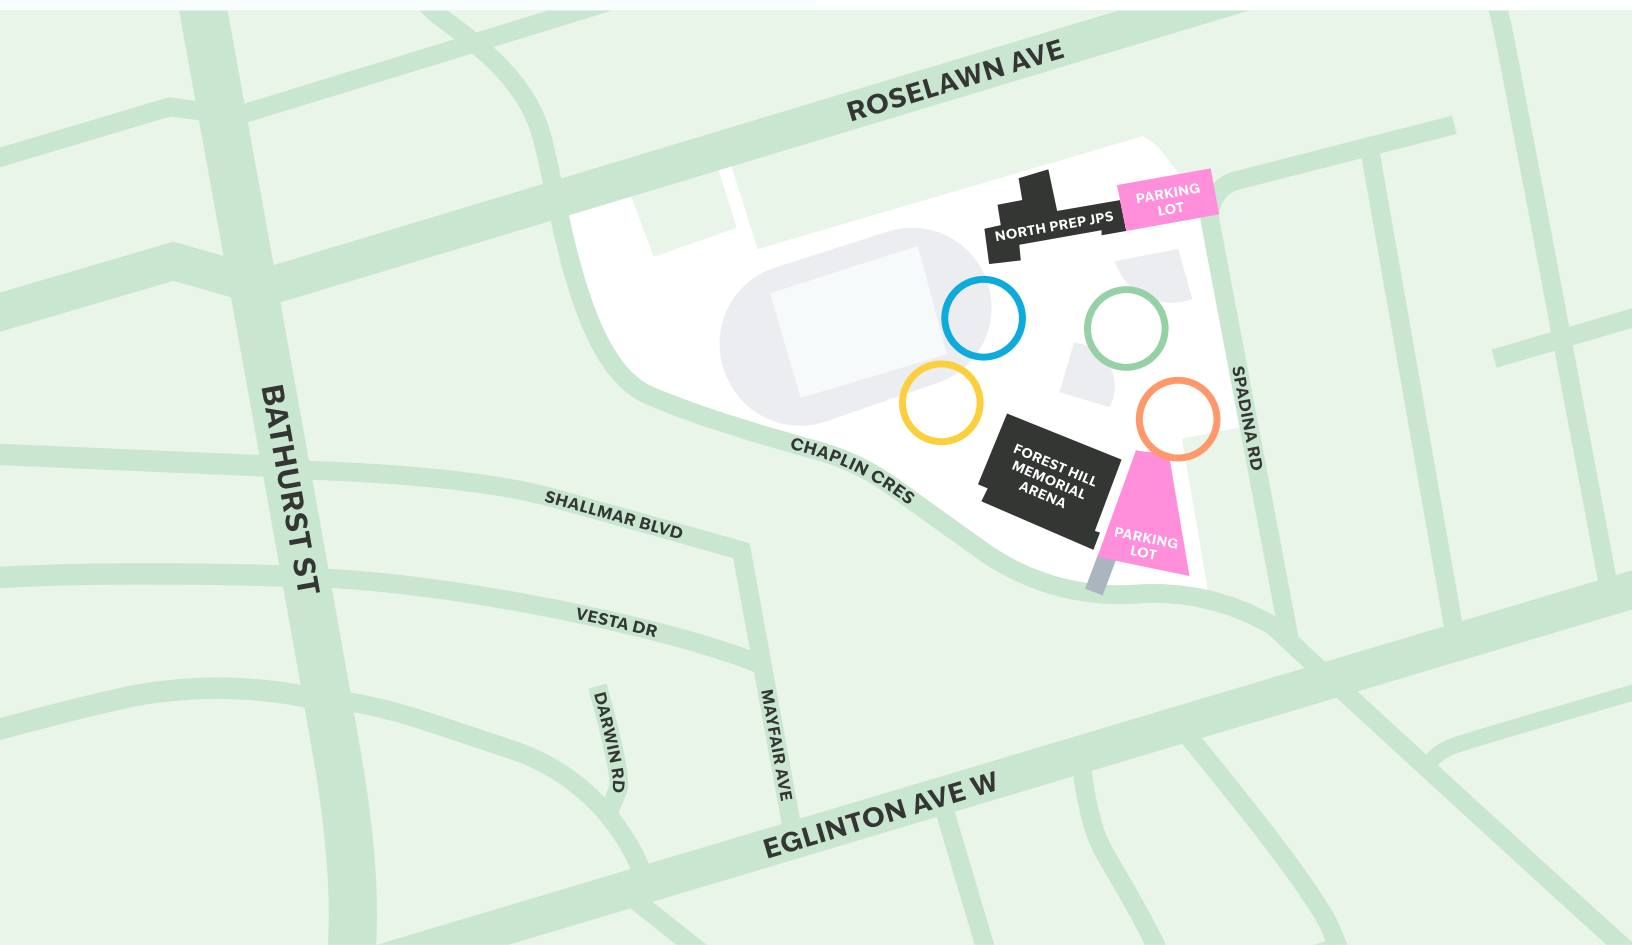 ROSELAWN AVE
PARKING
LOT
NORTH PREP JPS
SPADINA RD
BATHURST ST
CHAPLIN CRES
FOREST HILL
MEMORIAL
ARENA
SHALLMAR BLVD
PARKING
LOT
VESTA DR
DARWIN RD
MAYFAIR AVE
EGLINTON AVE W